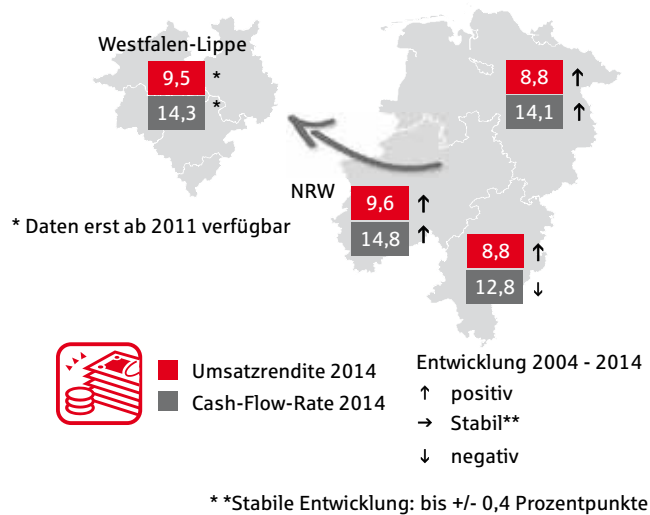 Westfalen-Lippe
9,5 *
14,3 *
8,8 ↑
14,1 ↑
NRW
9,6 ↑
14,8 ↑
* Daten erst ab 2011 verfügbar
8,8 ↑
12,8 ↓
Umsatzrendite 2014
Cash-Flow-Rate 2014
Entwicklung 2004 - 2014
↑ positiv
→ Stabil**
↓ negativ
* *Stabile Entwicklung: bis +/- 0,4 Prozentpunkte